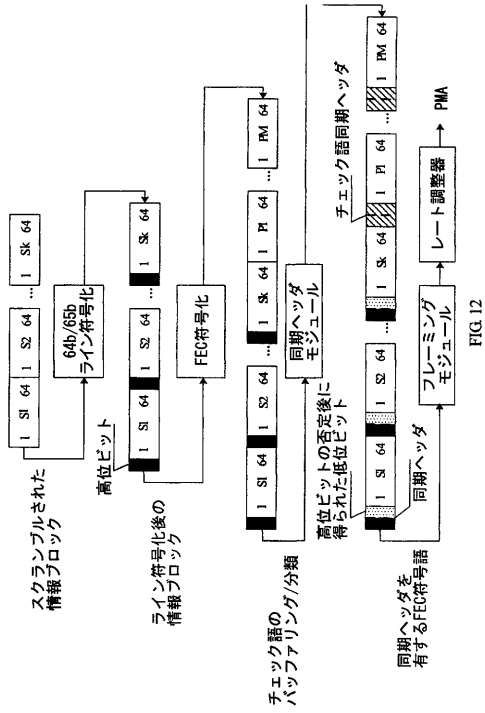 スクランブルされた
情報ブロック
1 S1 64 1 S2 64 ... 1 Sk 64
64b/65b
ライン符号化
高位ビット
ライン符号化後の
情報ブロック
1 S1 64 1 S2 64 ... 1 Sk 64
FEC符号化
チェック語の
バッファリング/分類
1 S1 64 1 S2 64 ... 1 Sk 64 1 P1 64 ... 1 PM 64
同期ヘッダ
モジュール
高位ビットの否定後に
得られた低位ビット
チェック語同期ヘッダ
同期ヘッダを
有するFEC符号語
1 S1 64 1 S2 64 ... 1 Sk 64 1 P1 64 ... 1 PM 64
同期ヘッダ
フレーミング
モジュール
レート調整器
PMA
FIG. 12